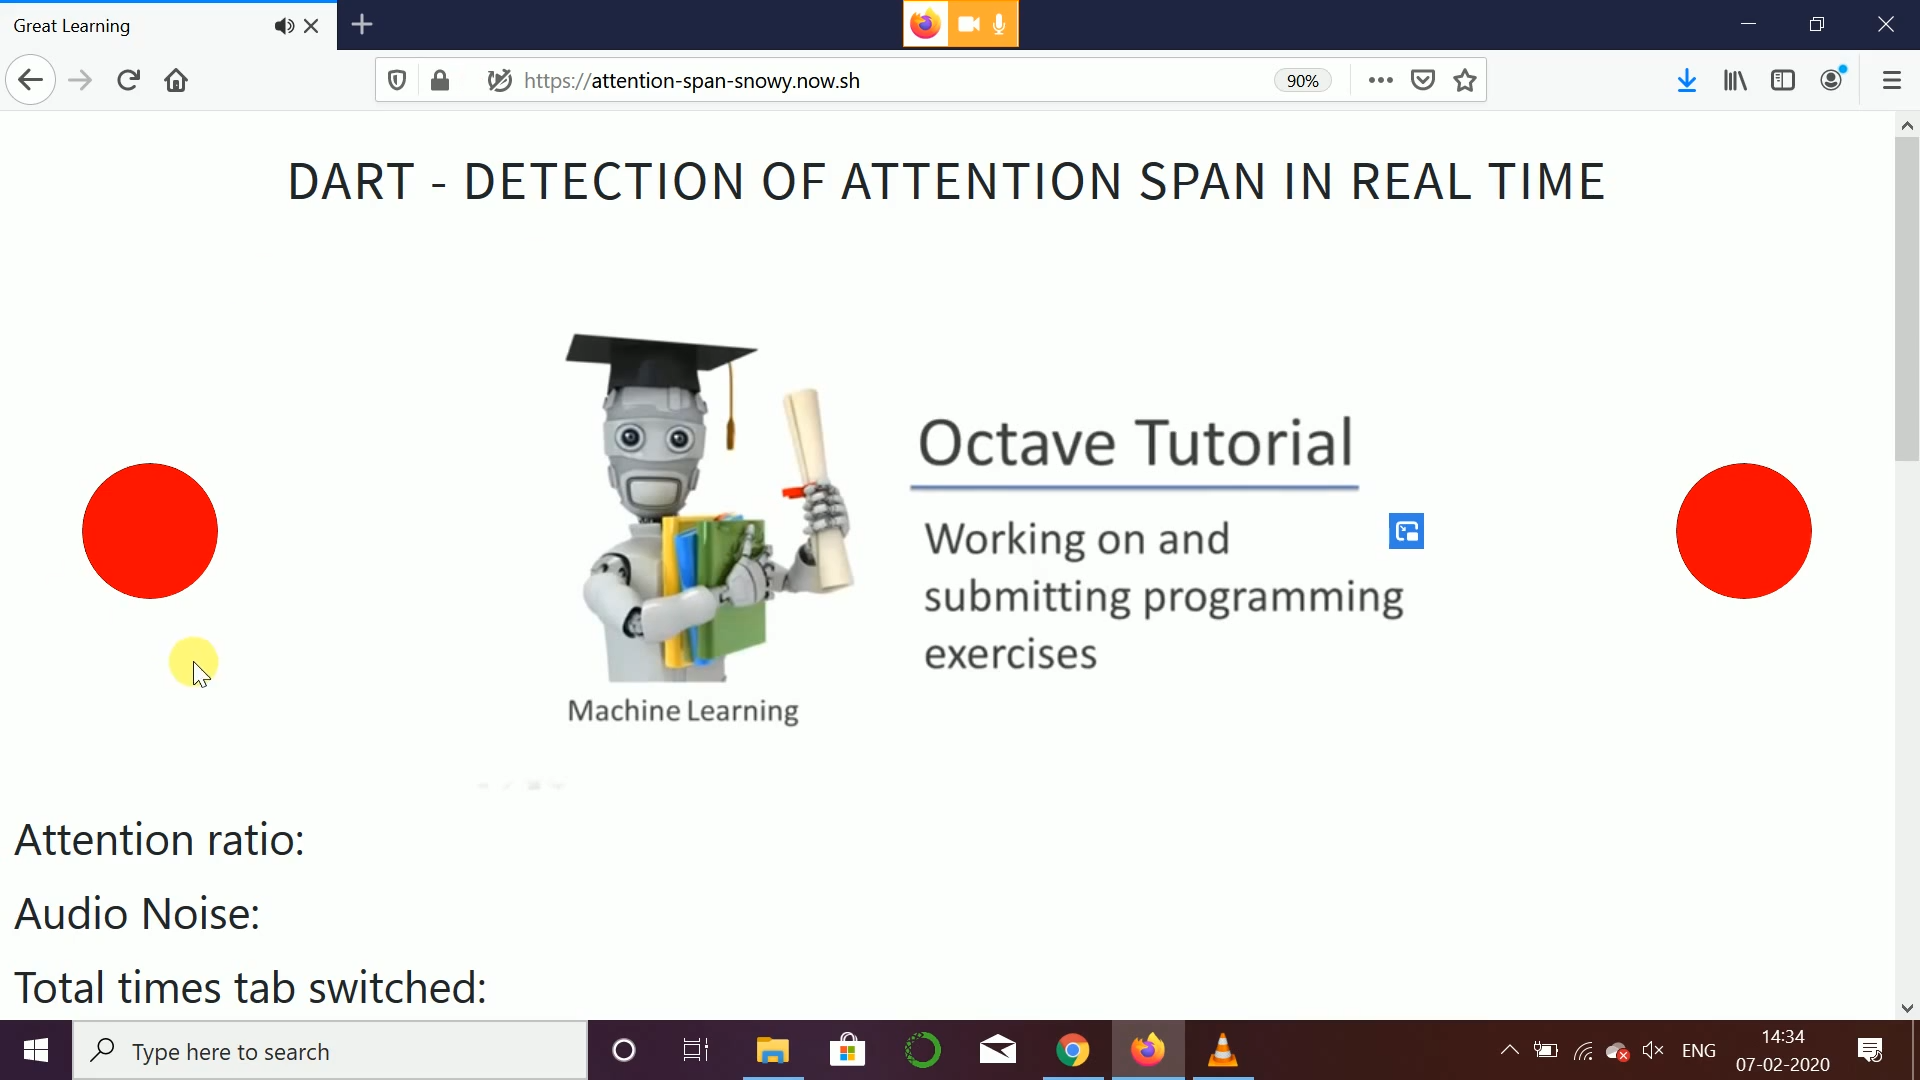 Great Learning
https://attention-span-snowy.now.sh
90%
DART - DETECTION OF ATTENTION SPAN IN REAL TIME
Octave Tutorial
Working on and
submitting programming
exercises
Machine Learning
Attention ratio:
Audio Noise:
Total times tab switched:
Type here to search
ENG
14:34
07-02-2020